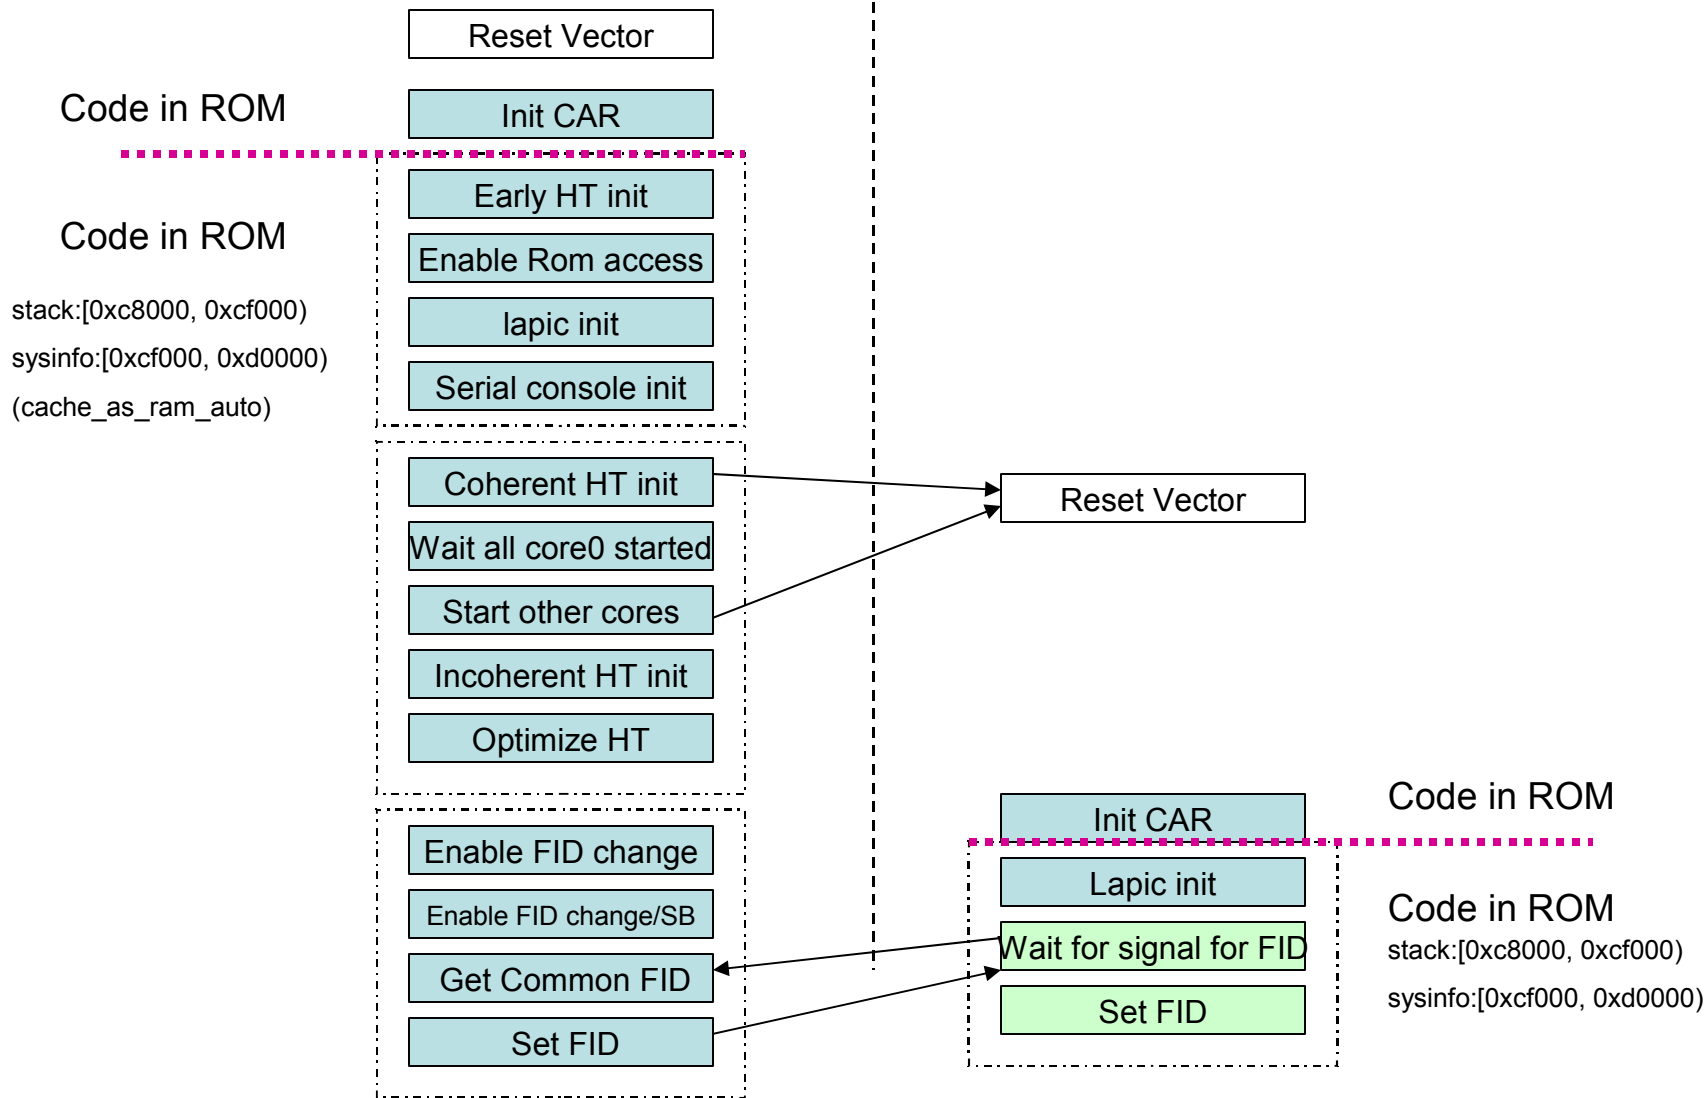 Reset Vector
Code in ROM
Init CAR
Early HT init
Code in ROM
Enable Rom access
stack:[0xc8000, 0xcf000)
lapic init
sysinfo:[0xcf000, 0xd0000)
Serial console init
(cache_as_ram_auto)
Coherent HT init
Reset Vector
Wait all core0 started
Start other cores
Incoherent HT init
Optimize HT
Code in ROM
Init CAR
Enable FID change
Lapic init
Enable FID change/SB
Code in ROM
Wait for signal for FID
stack:[0xc8000, 0xcf000)
Get Common FID
sysinfo:[0xcf000, 0xd0000)
Set FID
Set FID